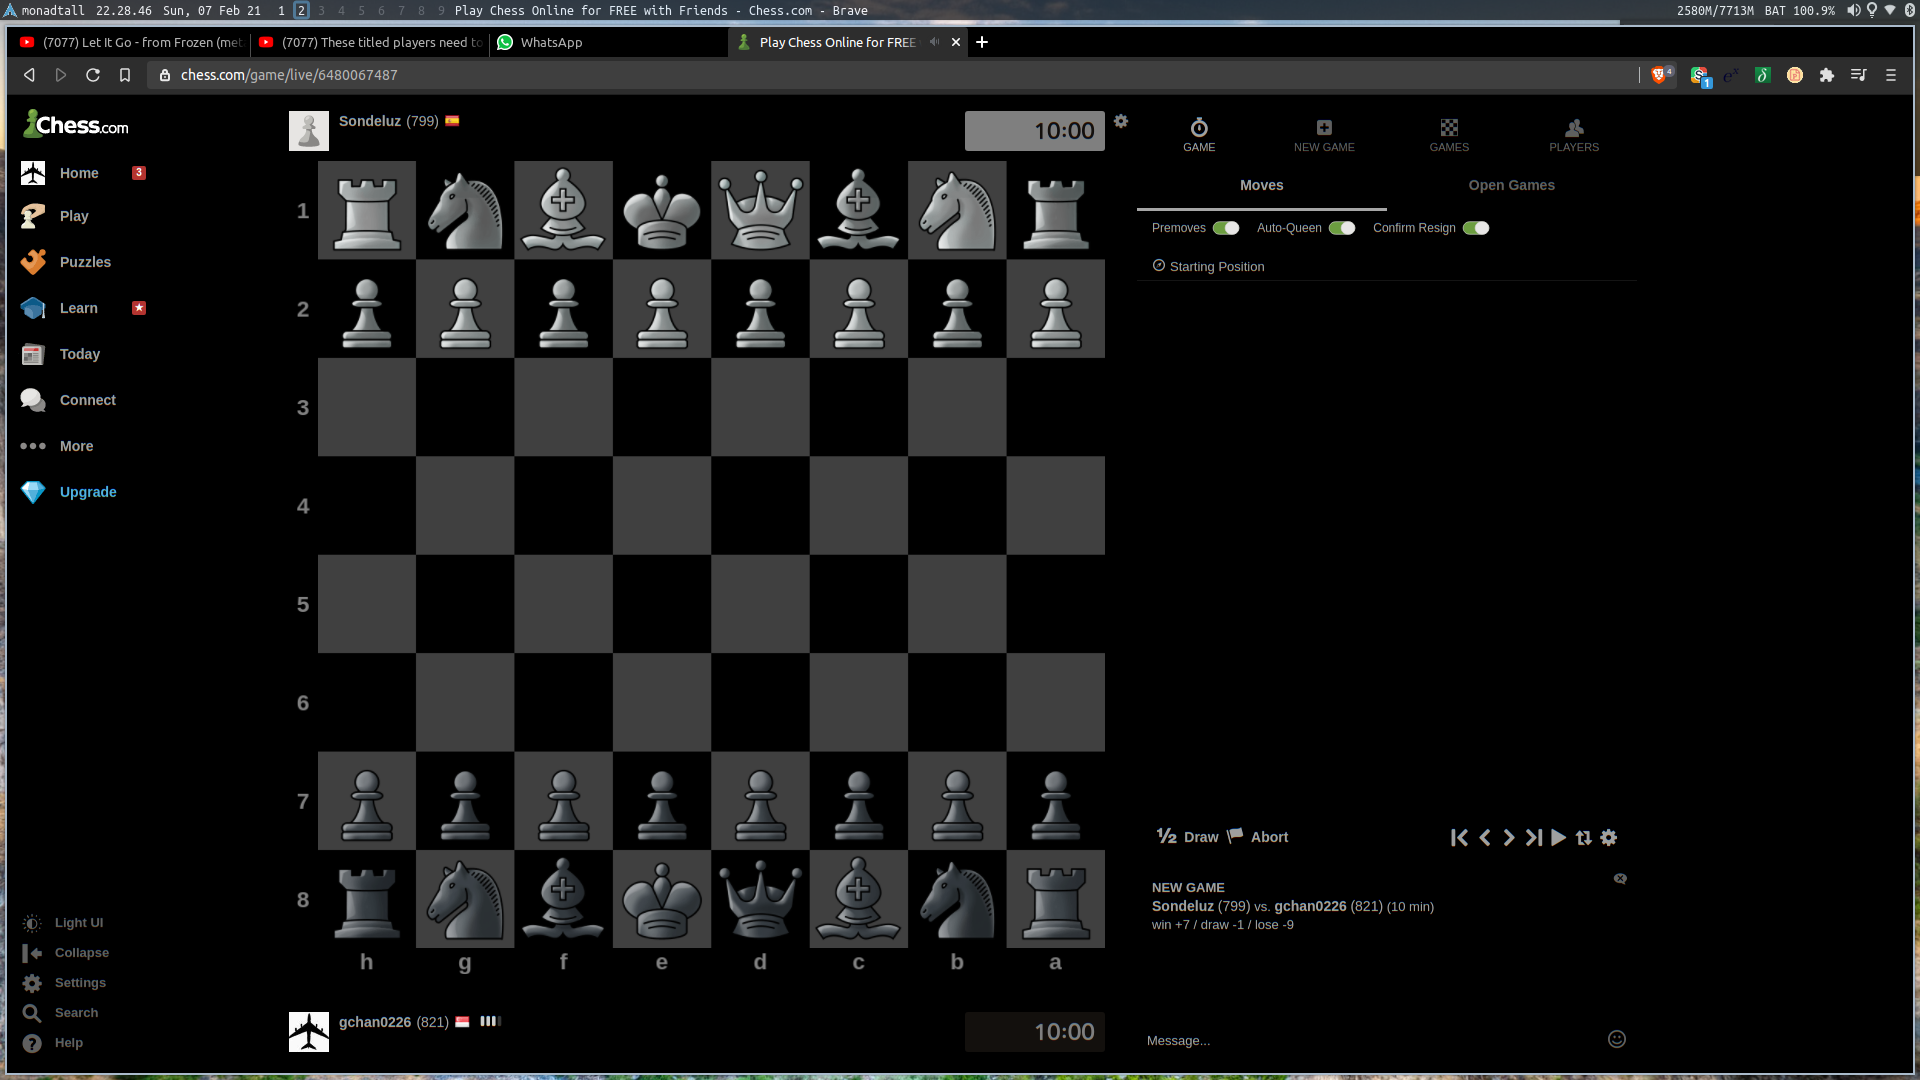 monadtall 22.28.46 Sun, 07 Feb 21 1 2 3 4 5 6 7 8 9 Play Chess Online for FREE with Friends - Chess.com - Brave 2580M/7713M BAT 100.9%
(7077) Let It Go - from Frozen (met (7077) These titled players need to WhatsApp Play Chess Online for FREE
chess.com/game/live/6480067487 4 1
Chess.com
Home 3
Play
Puzzles
Learn
Today
Connect
More
Upgrade
Light UI
Collapse
Settings
Search
Help
Sondeluz (799) 10:00
1
2
3
4
5
6
7
8
h g f e d c b a
gchan0226 (821) 10:00
GAME NEW GAME GAMES PLAYERS
Moves Open Games
Premoves Auto-Queen Confirm Resign
Starting Position
½ Draw Abort
NEW GAME
Sondeluz (799) vs. gchan0226 (821) (10 min)
win +7 / draw -1 / lose -9
Message...